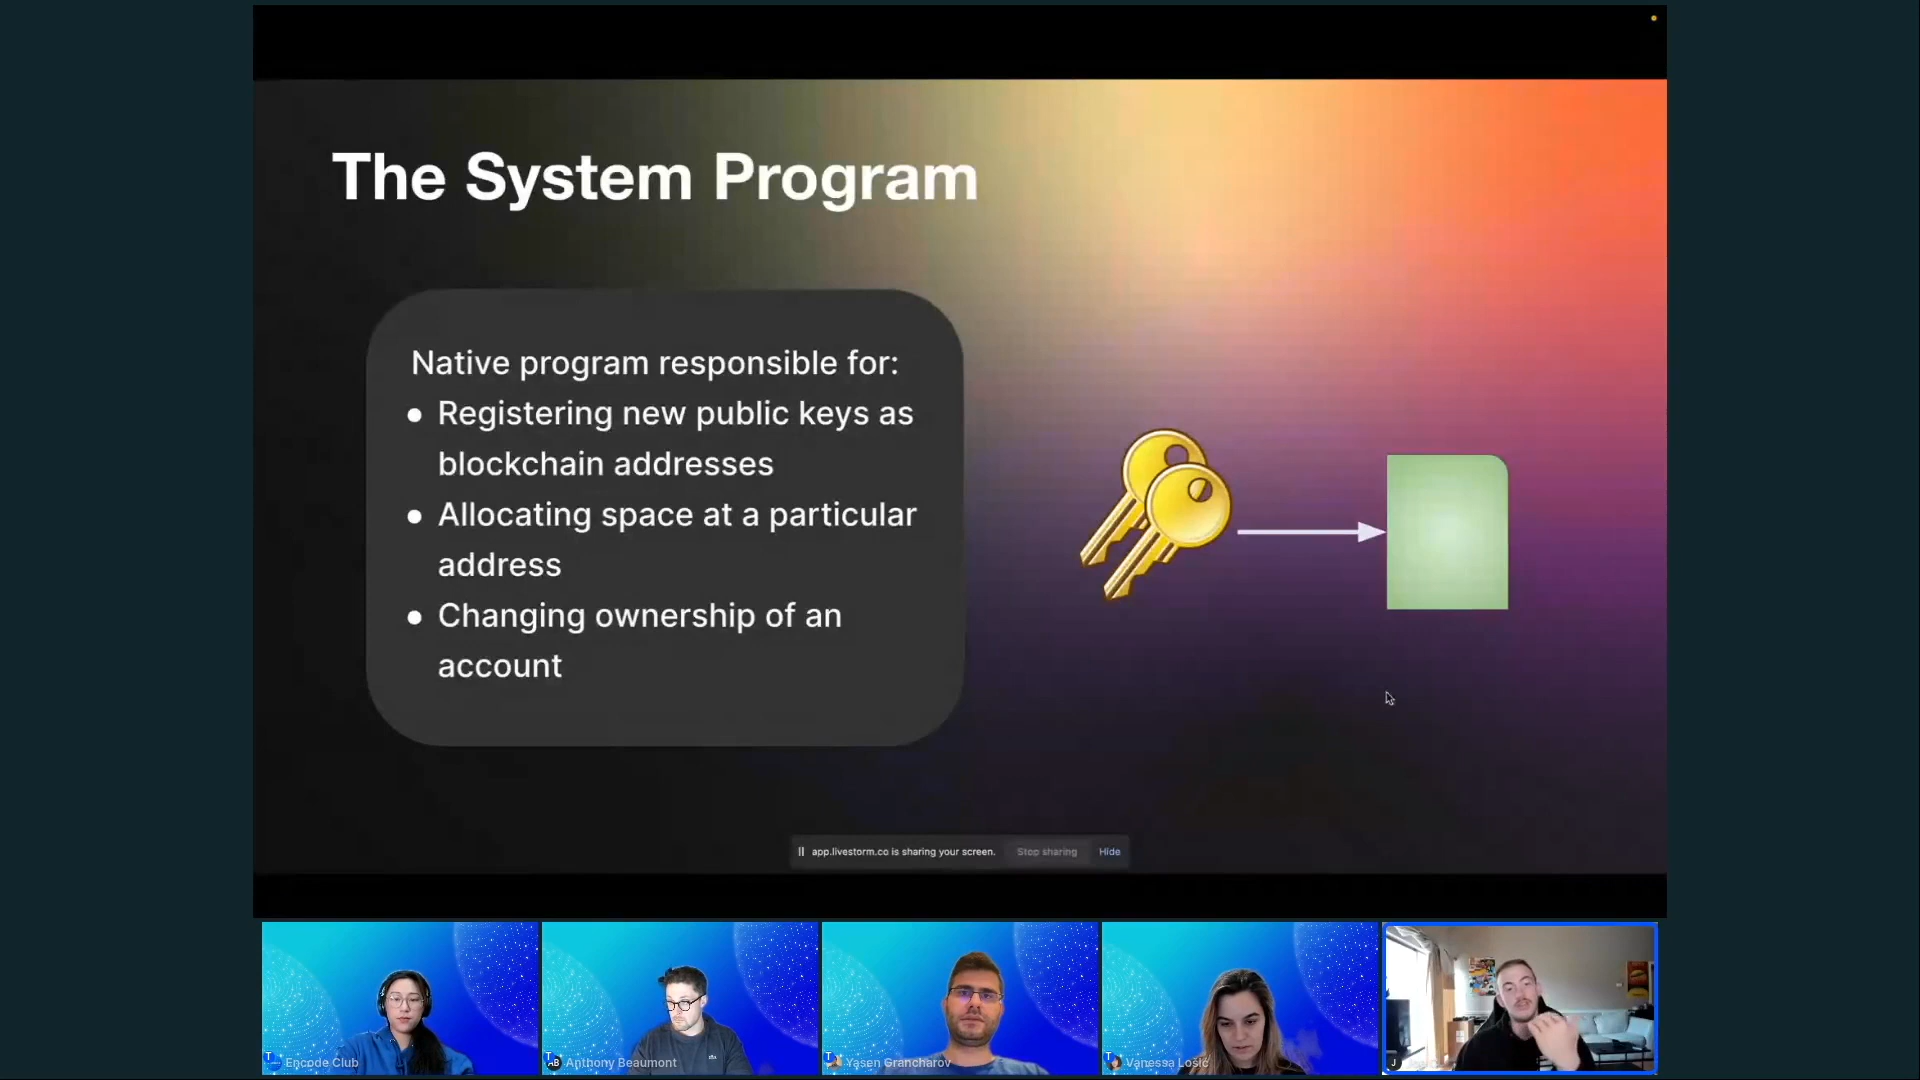 The System Program
Native program responsible for:
● Registering new public keys as
blockchain addresses
● Allocating space at a particular
address
● Changing ownership of an
account
app.livestorm.co is sharing your screen. Stop sharing Hide
T Encode Club
AB Anthony Beaumont
T Yasen Grancharov
T Vanessa Losic
J